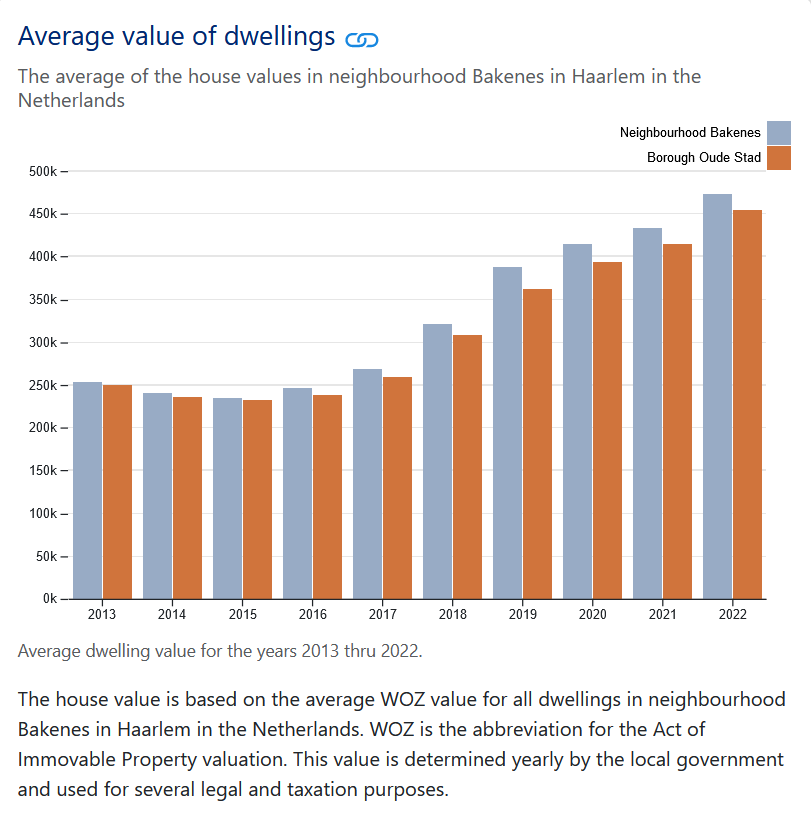 Average value of dwellings
The average of the house values in neighbourhood Bakenes in Haarlem in the
Netherlands
Neighbourhood Bakenes
Borough Oude Stad
500k
450k
400k
350k
300k
250k
200k
150k
100k
50k
0k
2013 2014 2015 2016 2017 2018 2019 2020 2021 2022
Average dwelling value for the years 2013 thru 2022.
The house value is based on the average WOZ value for all dwellings in neighbourhood
Bakenes in Haarlem in the Netherlands. WOZ is the abbreviation for the Act of
Immovable Property valuation. This value is determined yearly by the local government
and used for several legal and taxation purposes.